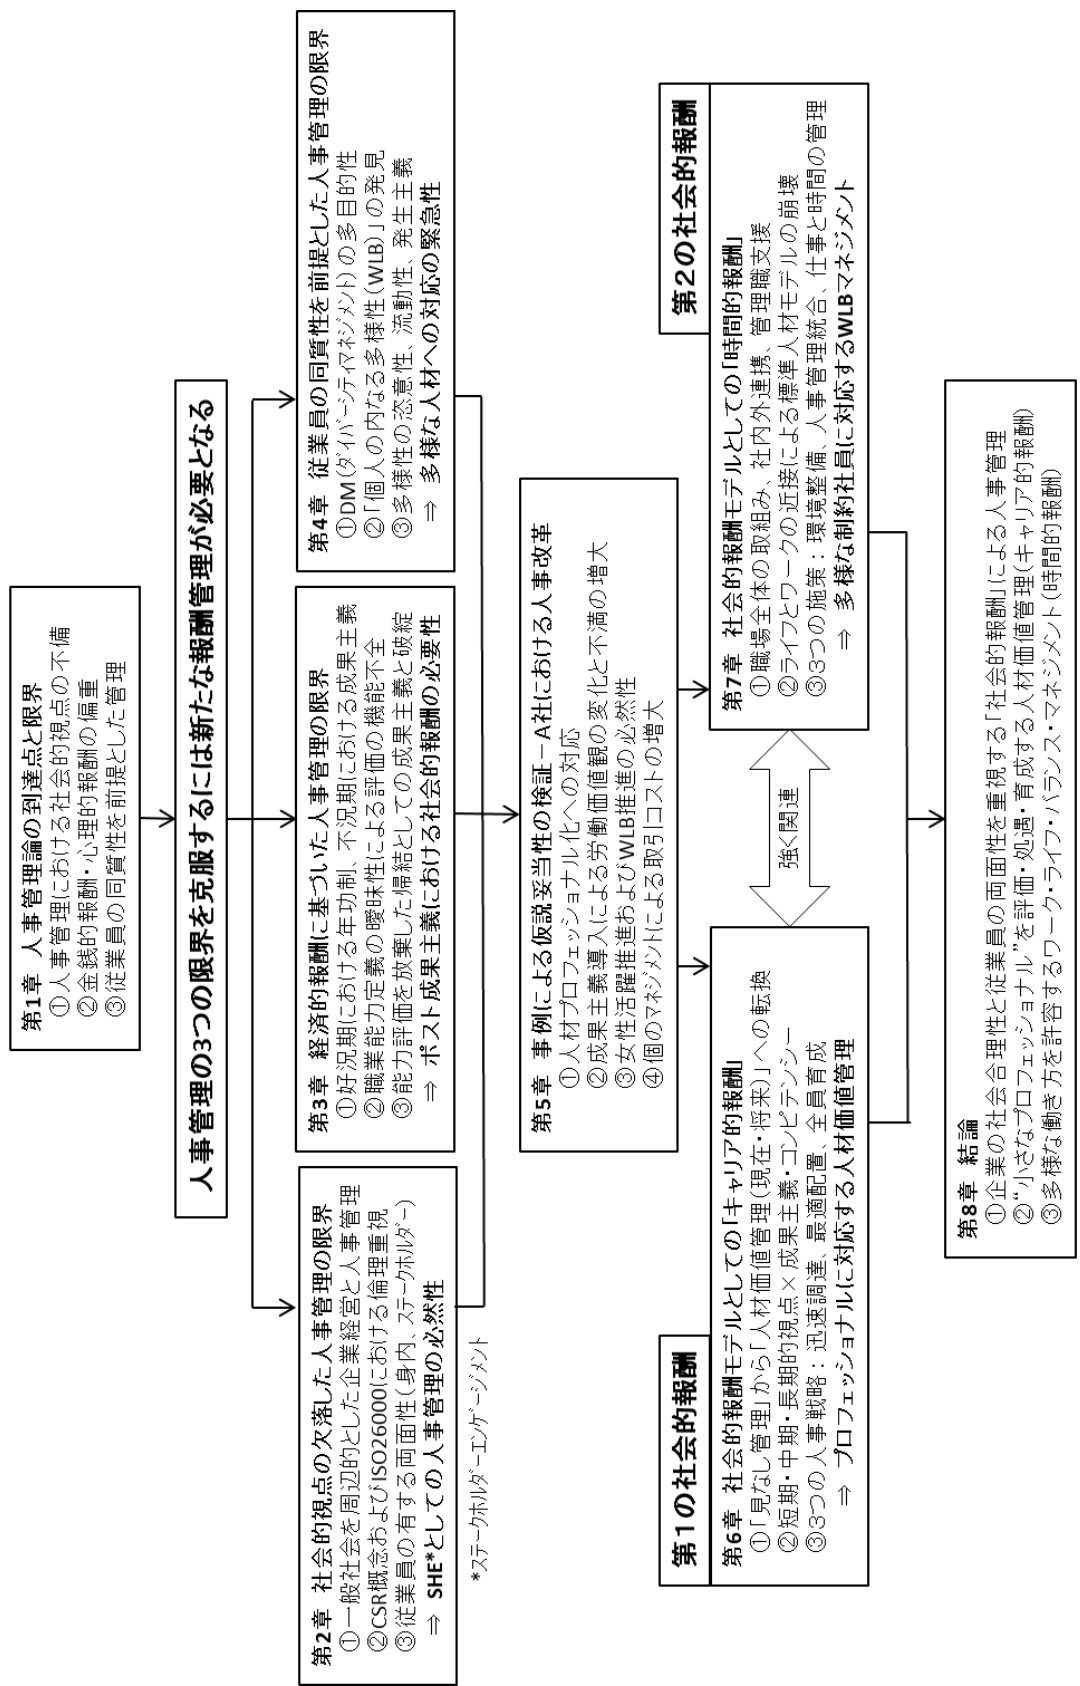 第1章 人事管理論の到達点と限界
①人事管理における社会的視点の不備
②金銭的報酬・心理的報酬の偏重
③従業員の同質性を前提とした管理
人事管理の3つの限界を克服するには新たな報酬管理が必要となる
第2章 社会的視点の欠落した人事管理の限界
①一般社会を周辺的とした企業経営と人事管理
②CSR概念およびISO26000における倫理重視
③従業員の有する両面性(身内、ステークホルダー)
⇒ SHE*としての人事管理の必然性
*ステークホルダーエンゲージメント
第3章 経済的報酬に基づいた人事管理の限界
①好況期における年功制、不況期における成果主義
②職業能力定義の曖昧性による評価の機能不全
③能力評価を放棄した帰結としての成果主義と破綻
⇒ ポスト成果主義における社会的報酬の必要性
第4章 従業員の同質性を前提とした人事管理の限界
①DM(ダイバーシティマネジメント)の多目的性
②「個人の内なる多様性(WLB)」の発見
③多様性の恣意性、流動性、発生主義
⇒ 多様な人材への対応の緊急性
第5章 事例による仮説妥当性の検証－A社における人事改革
①人材プロフェッショナル化への対応
②成果主義導入による労働価値観の変化と不満の増大
③女性活躍推進およびWLB推進の必然性
④個のマネジメントによる取引コストの増大
第1の社会的報酬
第6章 社会的報酬モデルとしての「キャリア的報酬」
①「見なし管理」から「人材価値管理(現在・将来)」への転換
②短期・中期・長期的視点×成果主義・コンピテンシー
③3つの人事戦略：迅速調達、最適配置、全員育成
⇒ プロフェッショナルに対応する人材価値管理
強く関連
第2の社会的報酬
第7章 社会的報酬モデルとしての「時間的報酬」
①職場全体の取組み、社内外連携、管理職支援
②ライフとワークの近接による標準人材モデルの崩壊
③3つの施策：環境整備、人事管理統合、仕事と時間の管理
⇒ 多様な制約社員に対応するWLBマネジメント
第8章 結論
①企業の社会合理性と従業員の両面性を重視する「社会的報酬」による人事管理
②“小さなプロフェッショナル”を評価・処遇・育成する人材価値管理(キャリア的報酬)
③多様な働き方を許容するワーク・ライフ・バランス・マネジメント(時間的報酬)